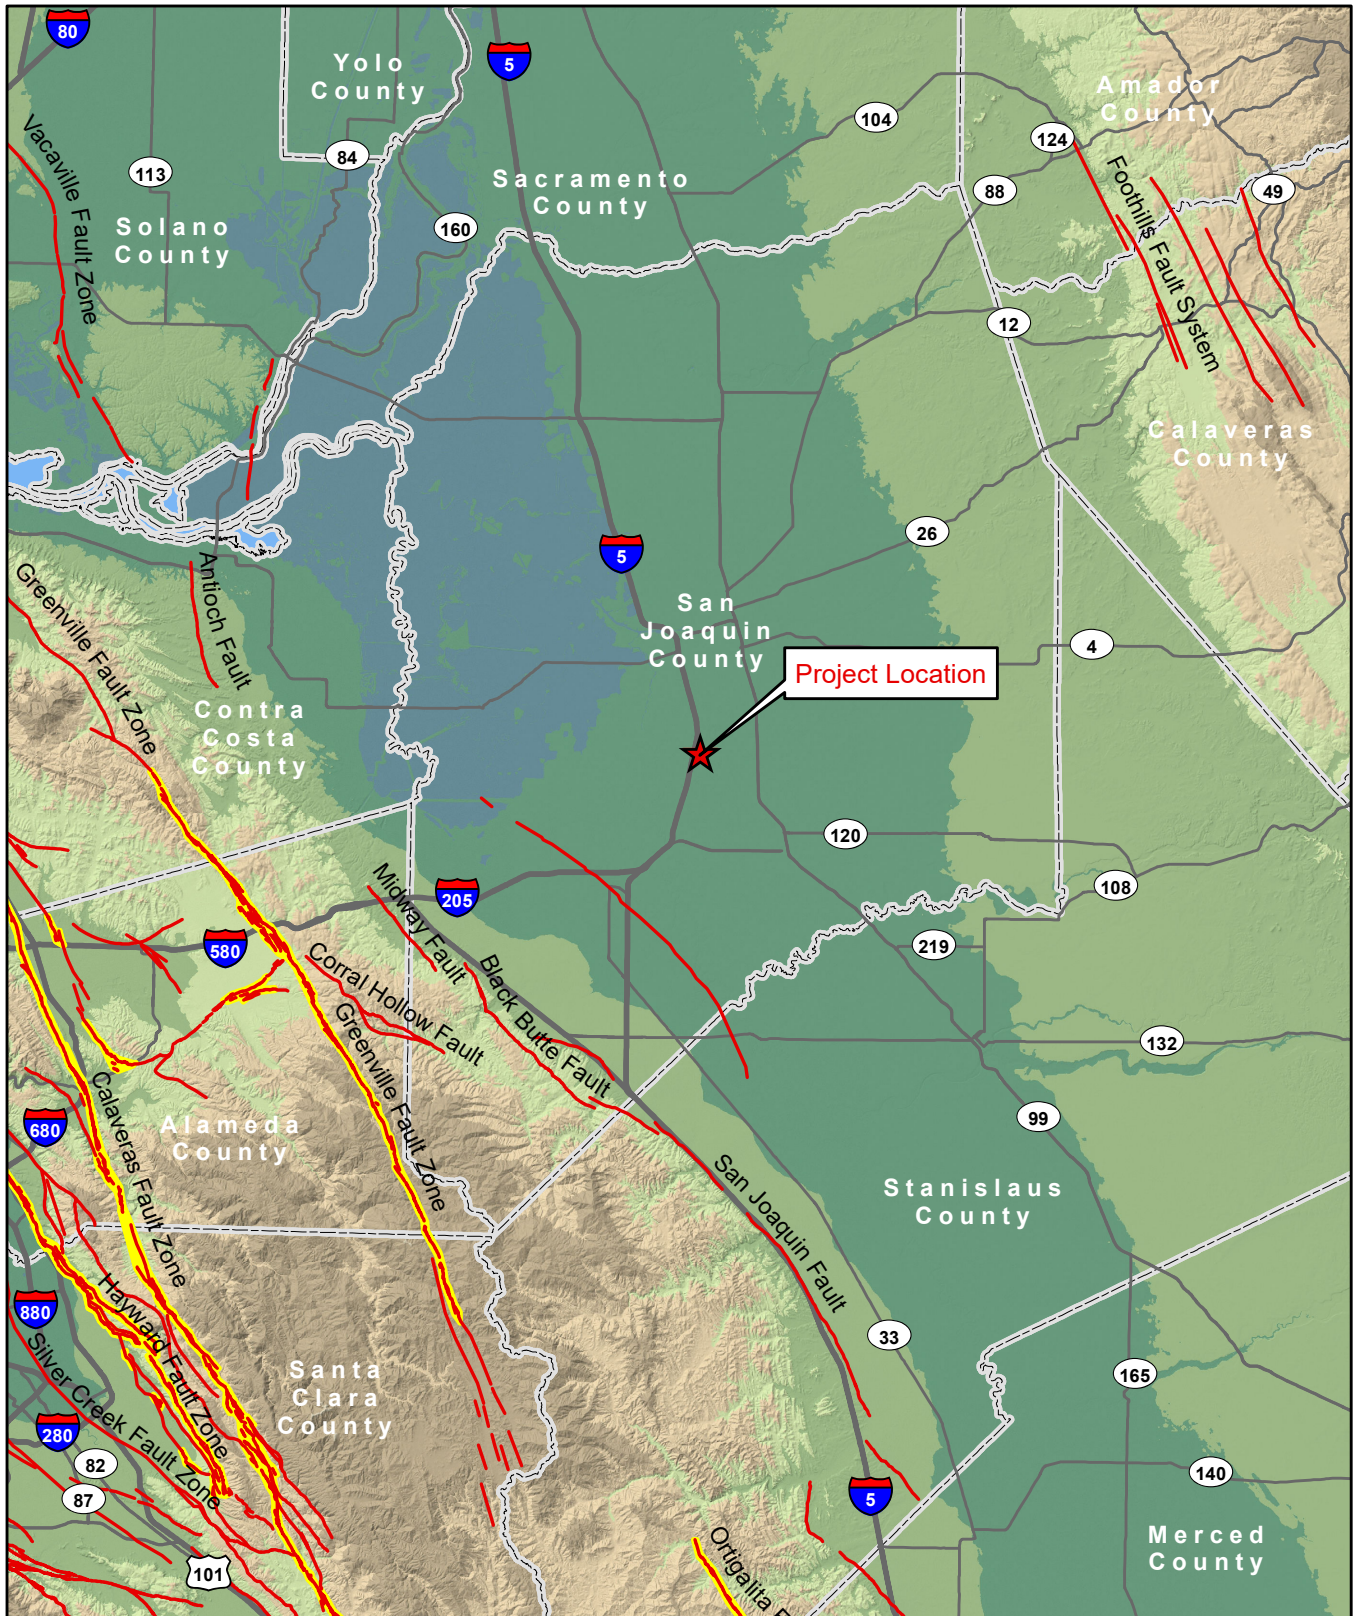 80
Yolo
County
5
Amador
County
104
124
84
113
Vacaville Fault Zone
Sacramento
County
88
49
Foothills Fault System
Solano
County
160
12
Calaveras
County
26
5
Antioch Fault
Greenville Fault Zone
San
Joaquin
County
4
Project Location
Contra
Costa
County
120
Midway Fault
205
108
580
219
Corral Hollow Fault
Black Butte Fault
Greenville Fault Zone
132
Calaveras Fault Zone
680
Alameda
County
99
San Joaquin Fault
Stanislaus
County
880
Hayward Fault Zone
33
Silver Creek Fault Zone
Santa
Clara
County
165
280
82
87
5
140
Ortigalita
Merced
County
101